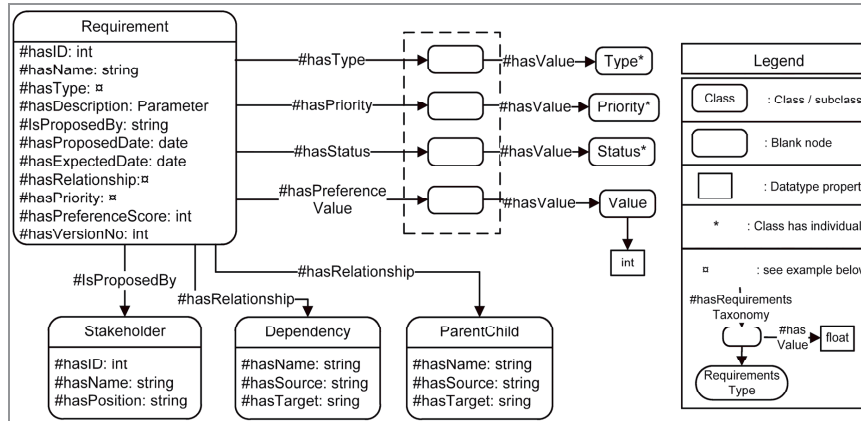 Requirement
#hasID: int
#hasName: string
#hasType: ¤
#hasDescription: Parameter
#IsProposedBy: string
#hasProposedDate: date
#hasExpectedDate: date
#hasRelationship:¤
#hasPriority: ¤
#hasPreferenceScore: int
#hasVersionNo: int
#hasType
#hasValue
Type*
#hasPriority
#hasValue
Priority*
#hasStatus
#hasValue
Status*
#hasPreference
Value
#hasValue
Value
int
#IsProposedBy
#hasRelationship
#hasRelationship
Stakeholder
#hasID: int
#hasName: string
#hasPosition: string
Dependency
#hasName: string
#hasSource: string
#hasTarget: sring
ParentChild
#hasName: string
#hasSource: string
#hasTarget: sring
Legend
Class
: Class / subclass
: Blank node
: Datatype propert
*
: Class has individual
¤
: see example below
#hasRequirements
Taxonomy
#has
Value
float
Requirements
Type